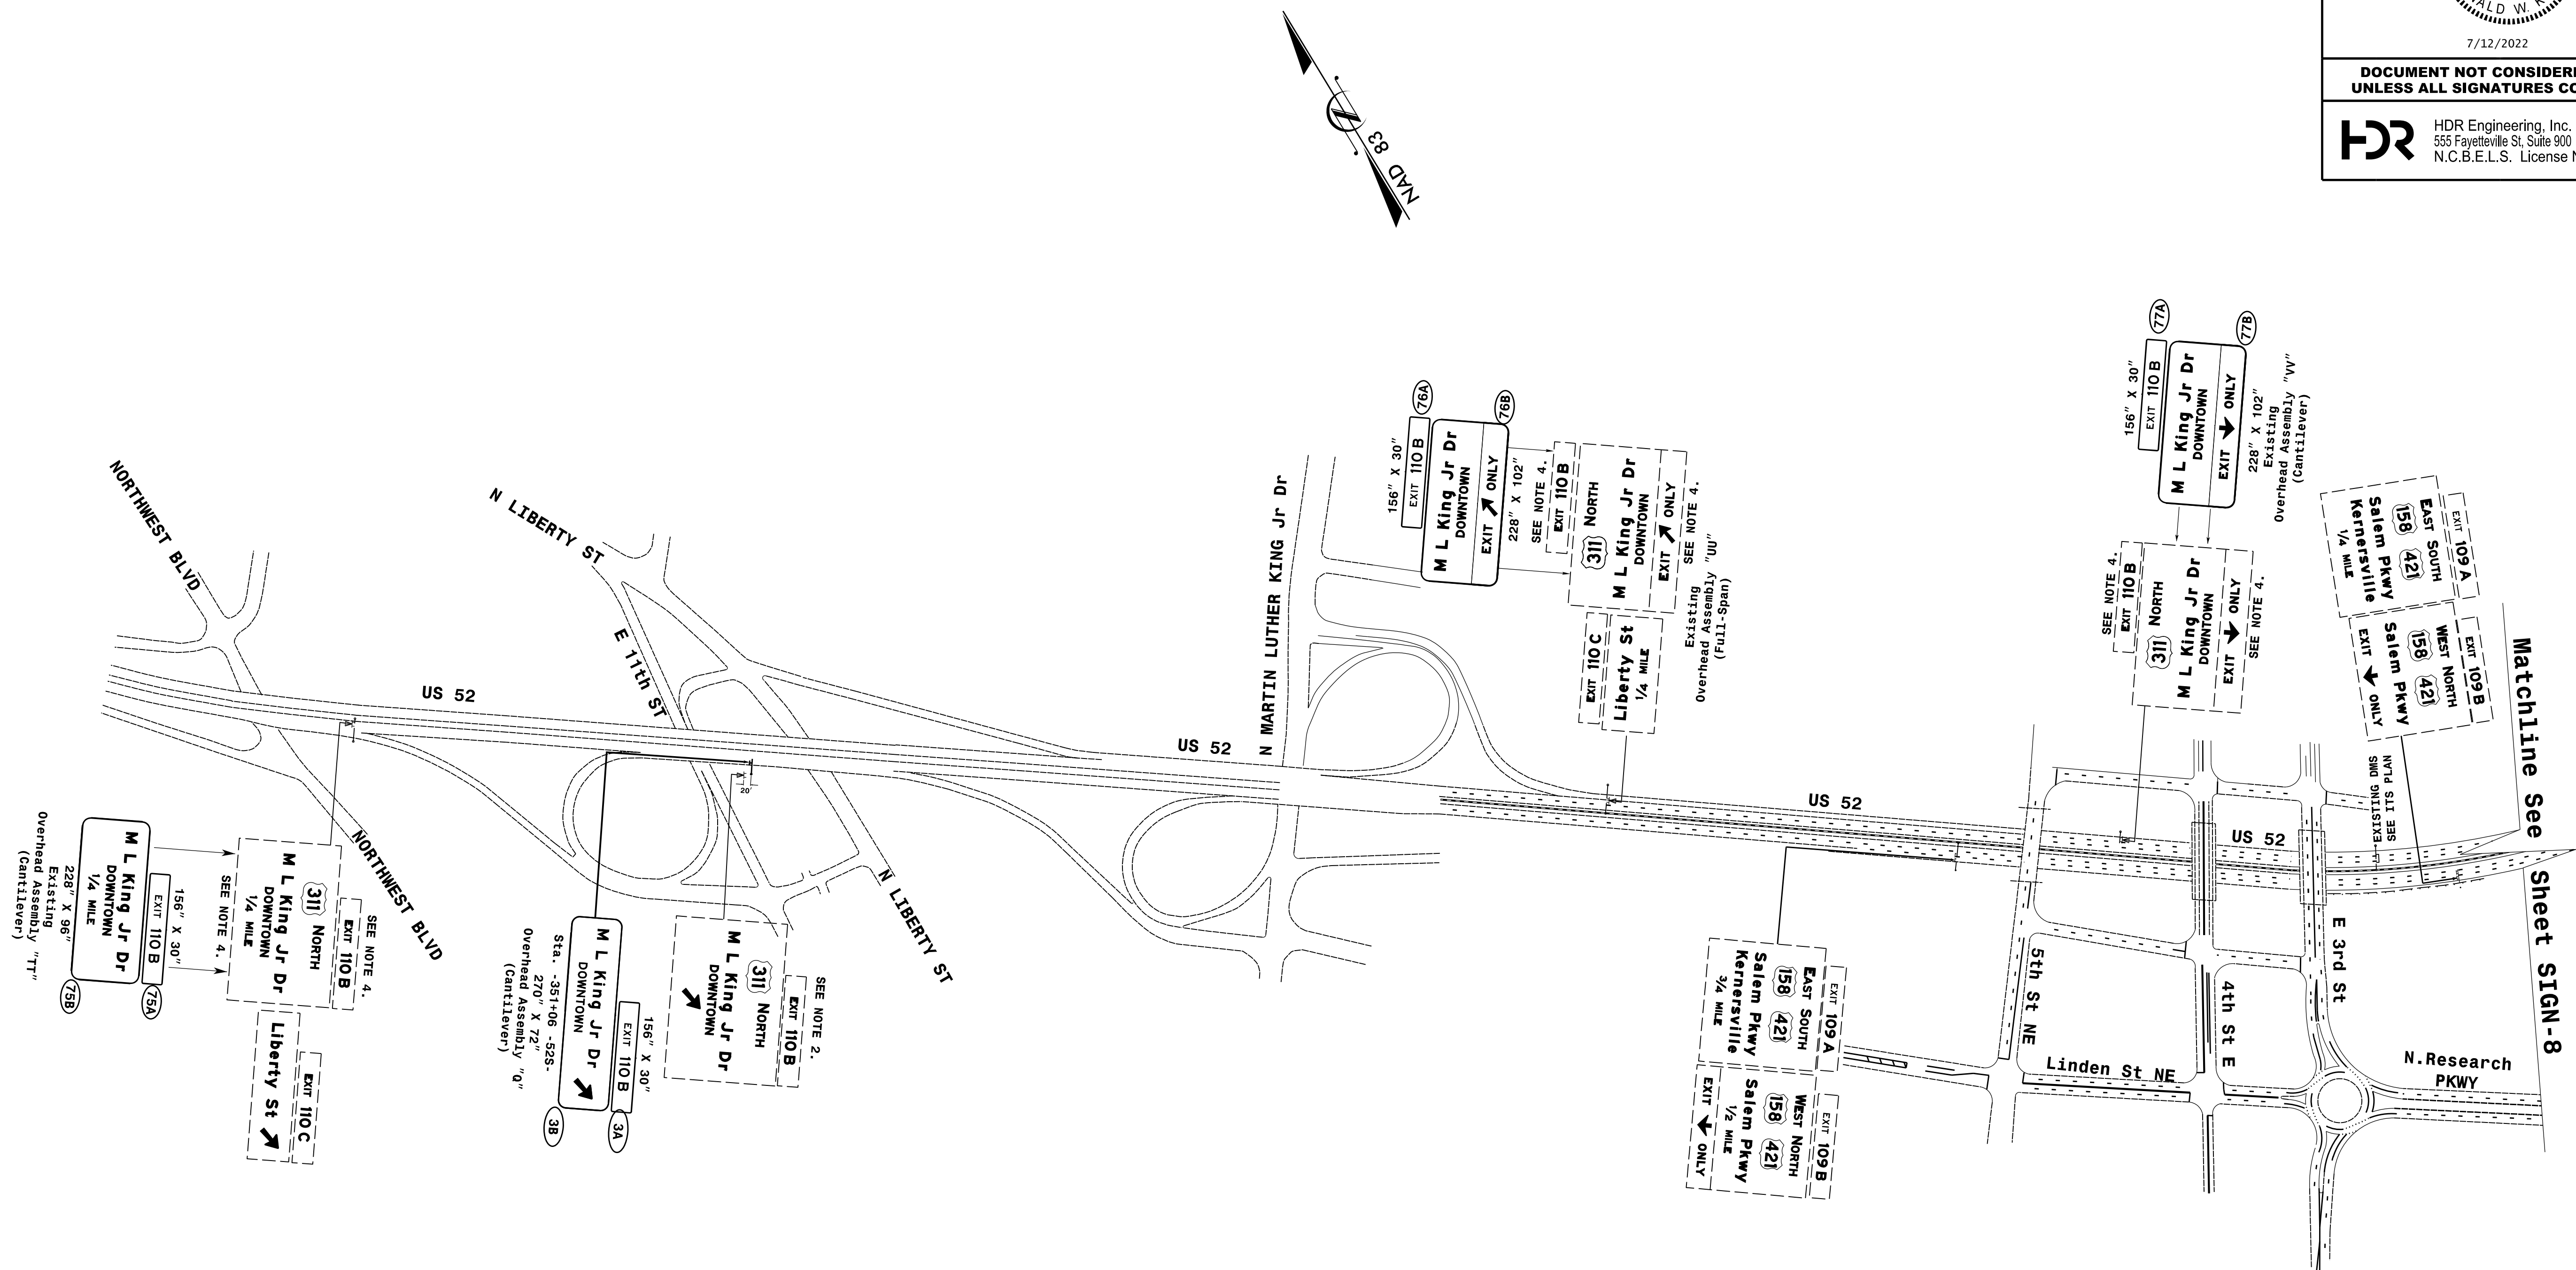 ALD W. K
7/12/2022
DOCUMENT NOT CONSIDER
UNLESS ALL SIGNATURES CO
HDR
HDR Engineering, Inc.
555 Fayetteville St, Suite 900
N.C.B.E.L.S. License N
NAD 83
NORTHWEST BLVD
N LIBERTY ST
E 11th ST
US 52
NORTHWEST BLVD
N LIBERTY ST
N MARTIN LUTHER KING Jr Dr
US 52
US 52
US 52
76A
156" X 30"
EXIT 110 B
M L King Jr Dr
DOWNTOWN
EXIT ONLY
76B
228" X 102"
SEE NOTE 4.
EXIT 110 B
311 NORTH
M L King Jr Dr
DOWNTOWN
EXIT ONLY
SEE NOTE 4.
EXIT 110 C
Liberty St
1/4 MILE
Existing
Overhead Assembly "UU"
(Full-Span)
77A
156" X 30"
EXIT 110 B
M L King Jr Dr
DOWNTOWN
EXIT ONLY
77B
228" X 102"
Existing
Overhead Assembly "VV"
(Cantilever)
SEE NOTE 4.
EXIT 110 B
311 NORTH
M L King Jr Dr
DOWNTOWN
EXIT ONLY
SEE NOTE 4.
EXIT 109 A
EAST SOUTH
158 421
Salem Pkwy
Kernersville
1/4 MILE
EXIT 109 B
WEST NORTH
158 421
Salem Pkwy
EXIT ONLY
EXISTING DMS
SEE ITS PLAN
Matchline See Sheet SIGN-8
75A
156" X 30"
EXIT 110 B
M L King Jr Dr
DOWNTOWN
1/4 MILE
75B
228" X 96"
Existing
Overhead Assembly "TT"
(Cantilever)
SEE NOTE 4.
EXIT 110 B
311 NORTH
M L King Jr Dr
DOWNTOWN
1/4 MILE
SEE NOTE 4.
EXIT 110 C
Liberty St
20'
3A
156" X 30"
EXIT 110 B
M L King Jr Dr
DOWNTOWN
3B
Sta. -351+06 -52S-
270" X 72"
Overhead Assembly "Q"
(Cantilever)
SEE NOTE 2.
EXIT 110 B
311 NORTH
M L King Jr Dr
DOWNTOWN
EXIT 109 A
EAST SOUTH
158 421
Salem Pkwy
Kernersville
3/4 MILE
EXIT 109 B
WEST NORTH
158 421
Salem Pkwy
1/2 MILE
EXIT ONLY
5th St NE
4th St E
E 3rd St
Linden St NE
N.Research
PKWY